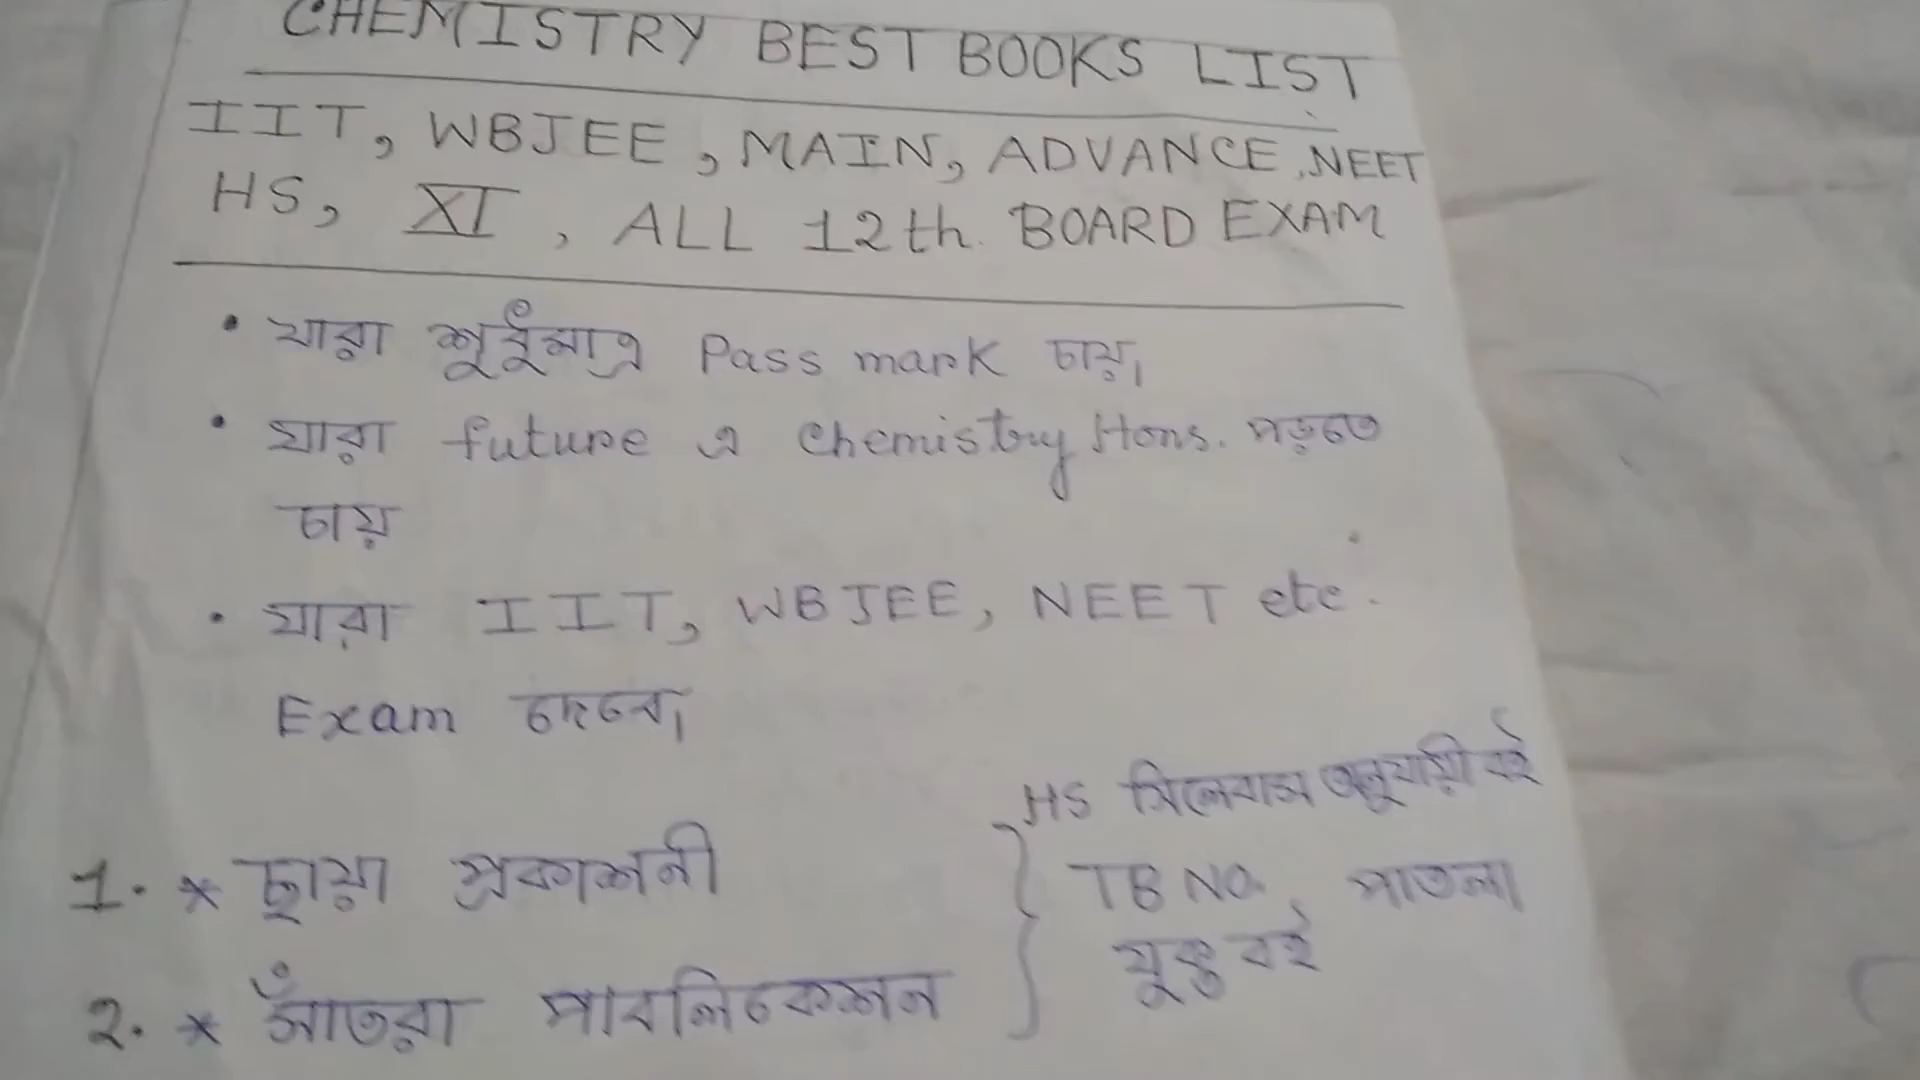 CHEMISTRY BEST BOOKS LIST
IIT, WBJEE, MAIN, ADVANCE, NEET
HS, XI, ALL 12th. BOARD EXAM
• যারা শুধুমাত্র Pass mark চায়,
• যারা future এ Chemistry Hons. পড়তে
চায়
• যারা IIT, WBJEE, NEET etc.
Exam দেবে,
HS সিলেবাস অনুযায়ী বই
1. * ছায়া প্রকাশনী
TB NO. পাতলা
যুক্ত বই
2. * সাঁতরা পাবলিকেশন